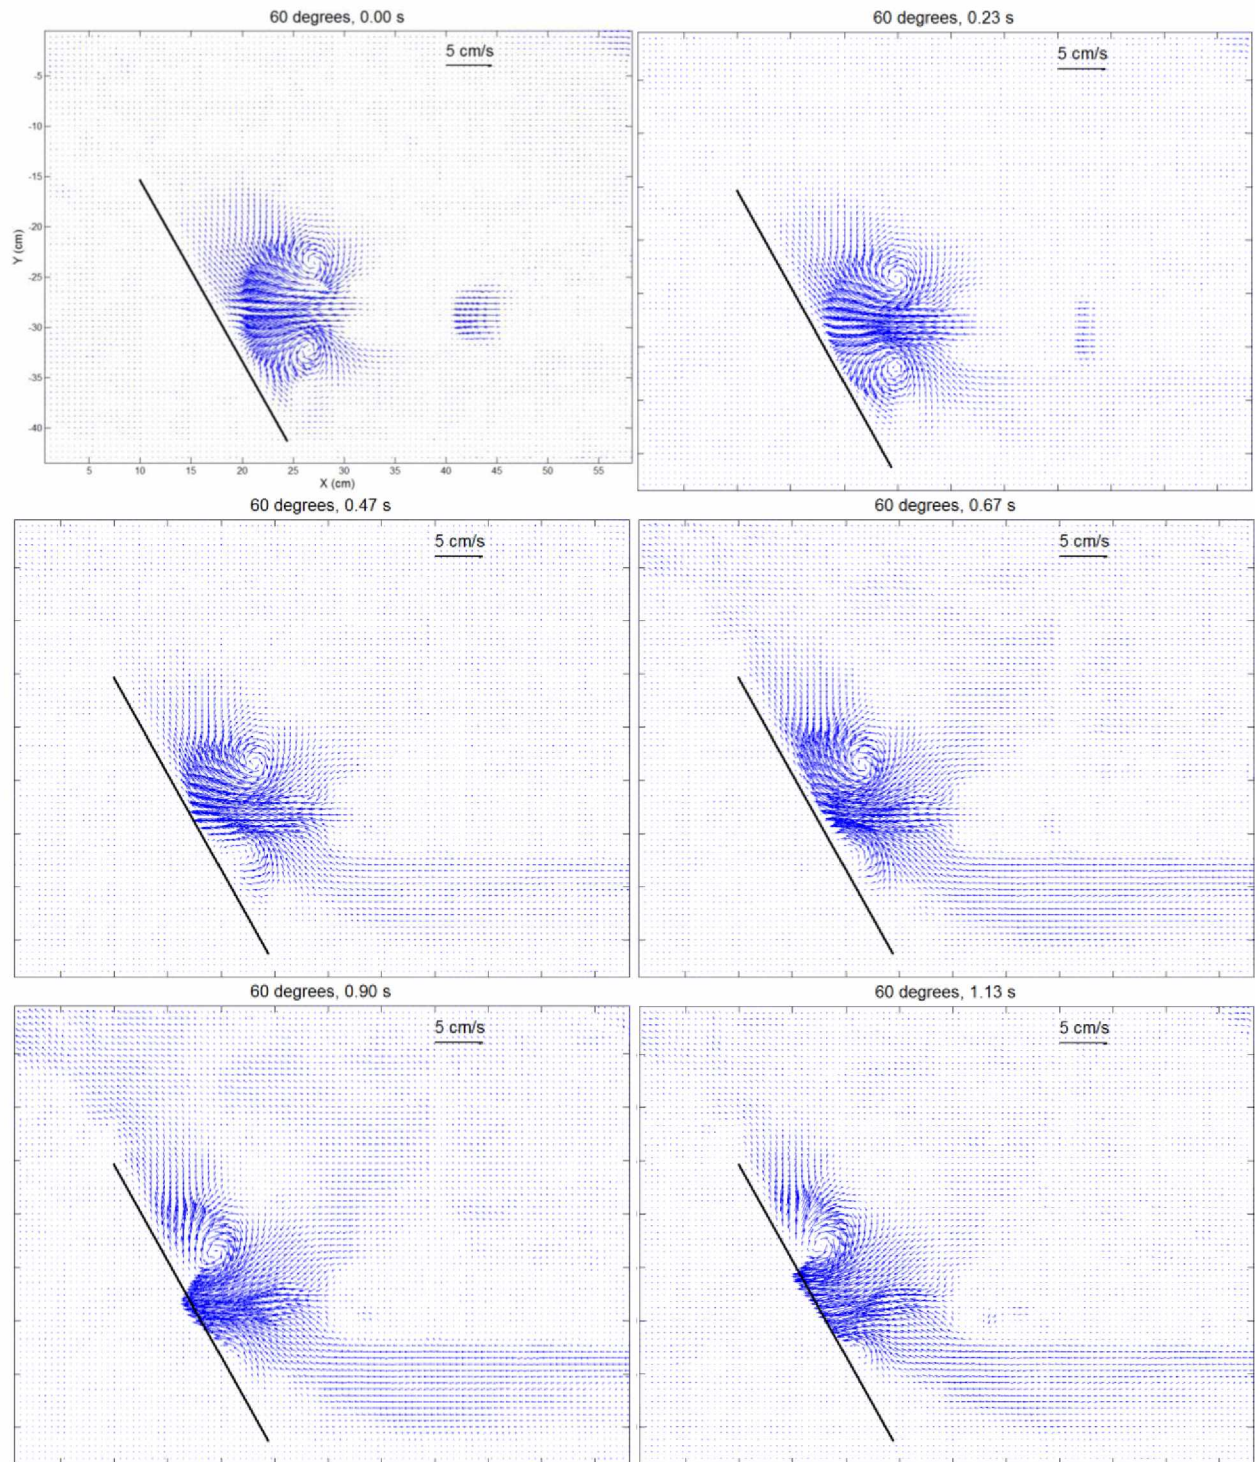 60 degrees, 0.00 s
5 cm/s
-5
-10
-15
-20
-25
-30
-35
-40
Y (cm)
5 10 15 20 25 30 35 40 45 50 55
X (cm)
60 degrees, 0.23 s
5 cm/s
60 degrees, 0.47 s
5 cm/s
60 degrees, 0.67 s
5 cm/s
60 degrees, 0.90 s
5 cm/s
60 degrees, 1.13 s
5 cm/s